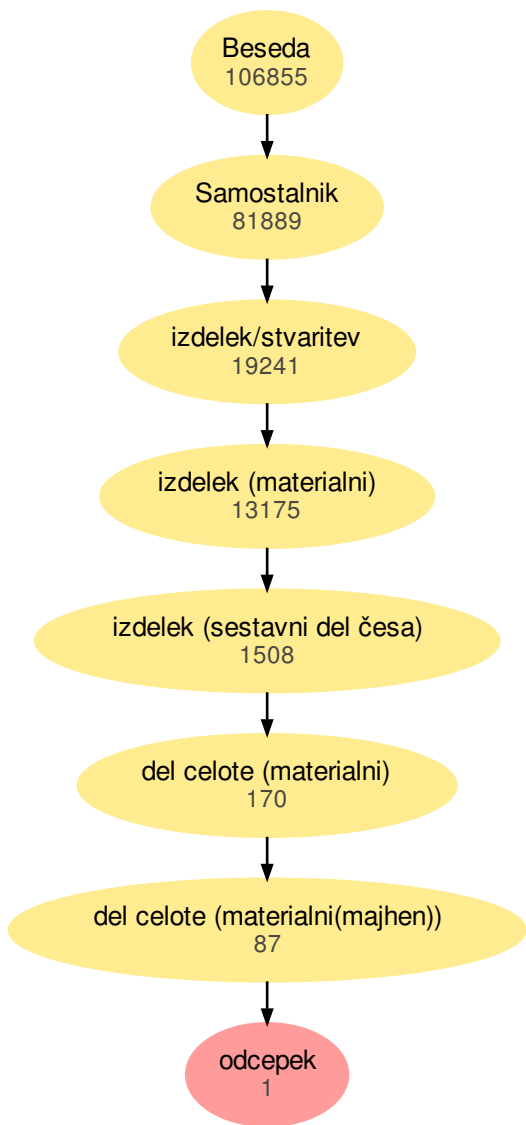 Beseda
106855
Samostalnik
81889
izdelek/stvaritev
19241
izdelek (materialni)
13175
izdelek (sestavni del česa)
1508
del celote (materialni)
170
del celote (materialni(majhen))
87
odcepek
1